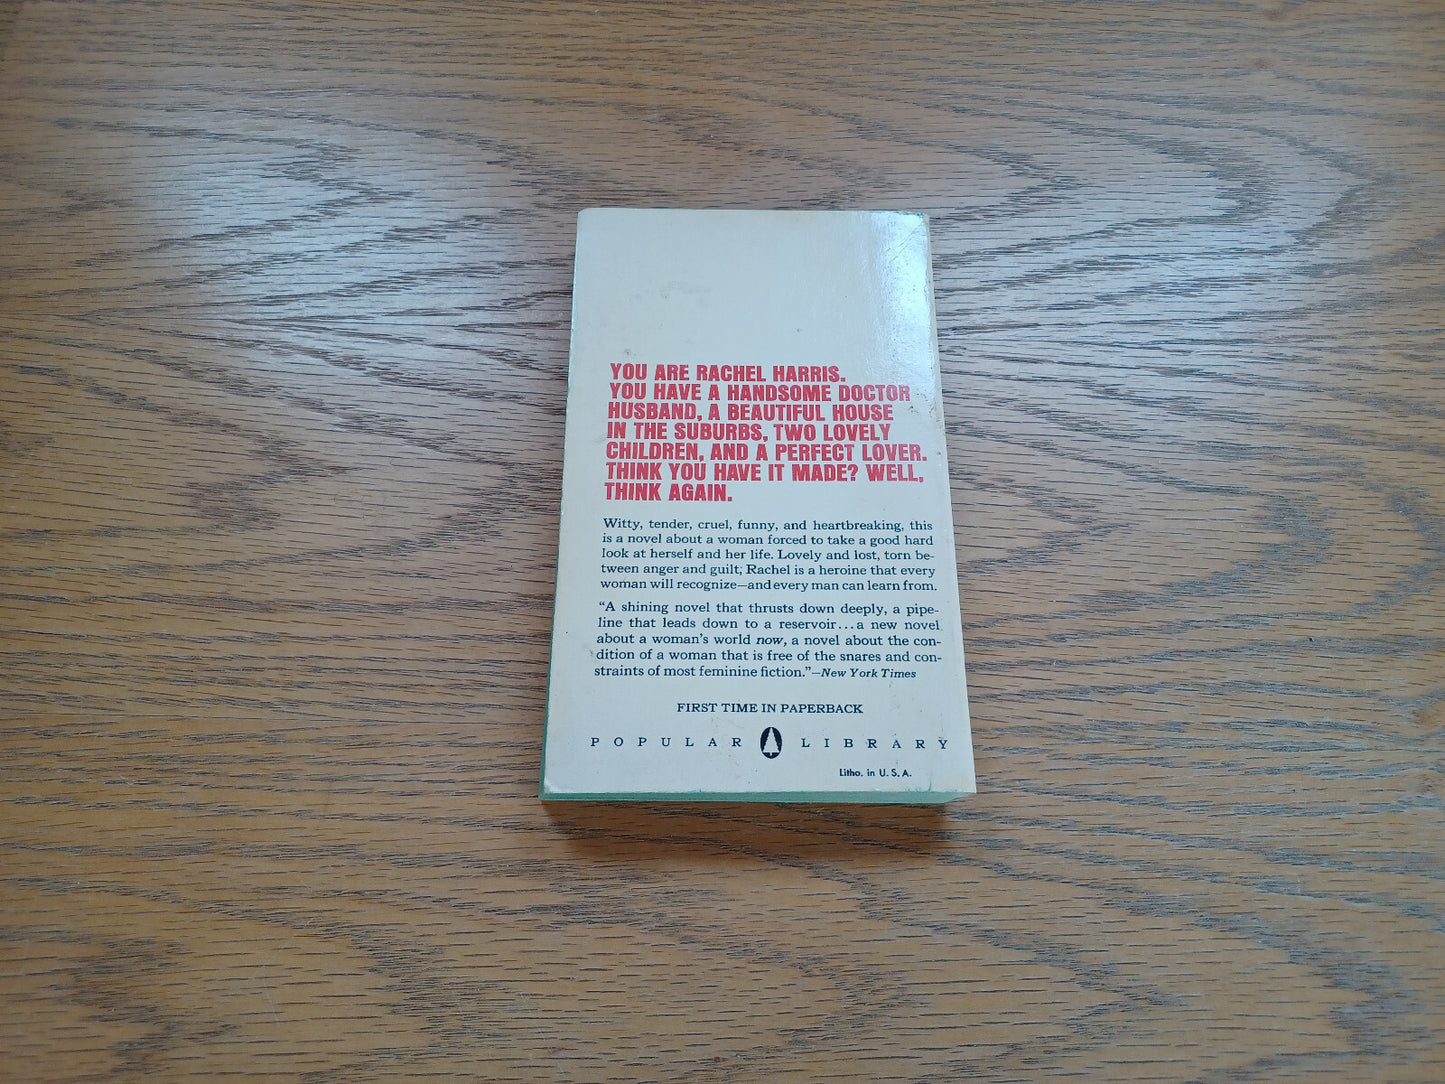 YOU ARE RACHEL HARRIS.
YOU HAVE A HANDSOME DOCTOR
HUSBAND, A BEAUTIFUL HOUSE
IN THE SUBURBS, TWO LOVELY
CHILDREN, AND A PERFECT LOVER.
THINK YOU HAVE IT MADE? WELL,
THINK AGAIN.
Witty, tender, cruel, funny, and heartbreaking, this
is a novel about a woman forced to take a good hard
look at herself and her life. Lovely and lost, torn be-
tween anger and guilt, Rachel is a heroine that every
woman will recognize—and every man can learn from.
"A shining novel that thrusts down deeply, a pipe-
line that leads down to a reservoir...a new novel
about a woman's world now, a novel about the con-
dition of a woman that is free of the snares and con-
straints of most feminine fiction."—New York Times
FIRST TIME IN PAPERBACK
POPULAR LIBRARY
Litho. in U.S.A.